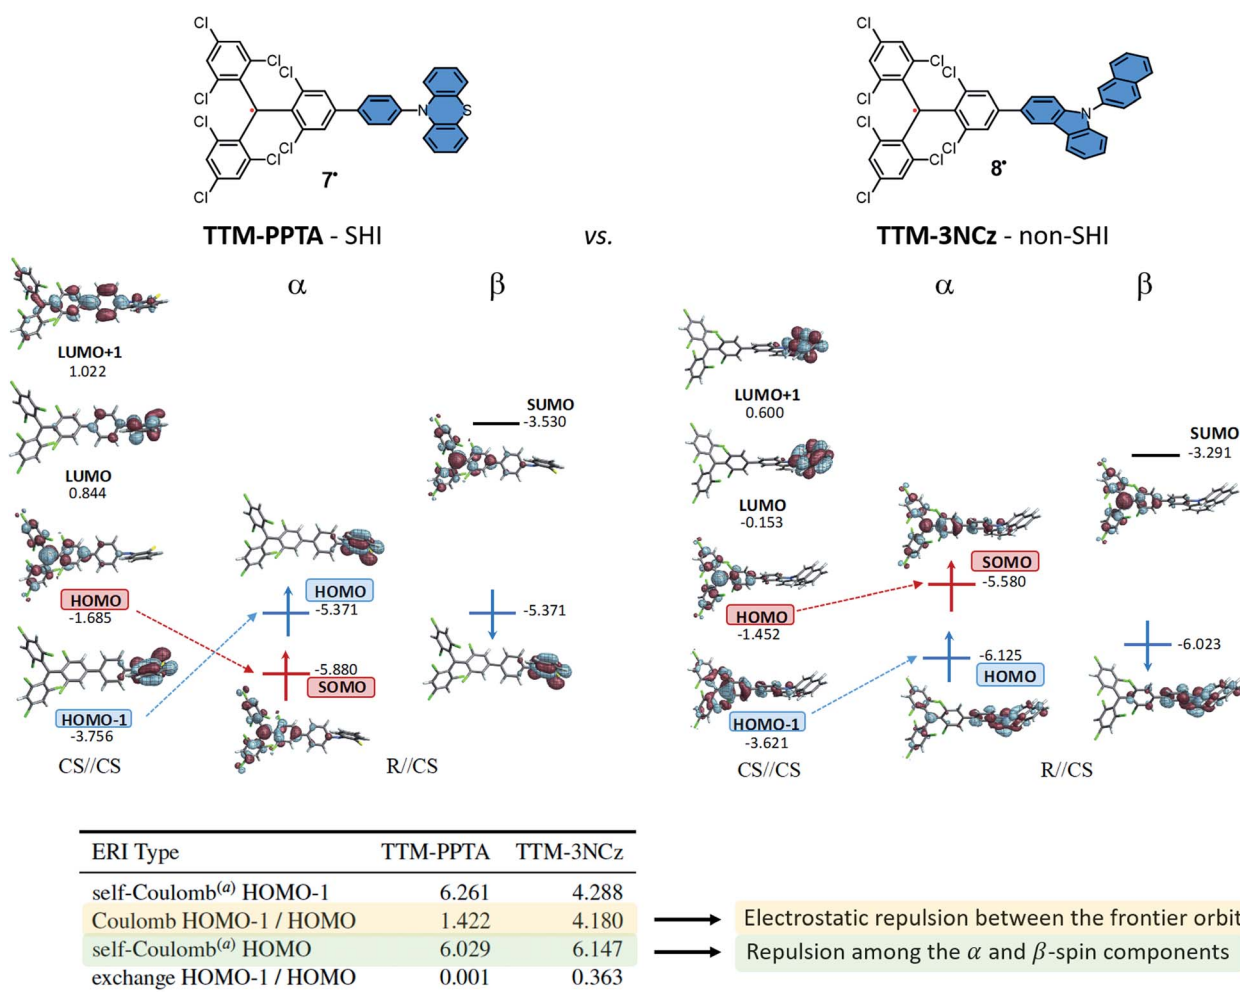 Cl
Cl
Cl
Cl
Cl
Cl
Cl
Cl
N
S
7•
Cl
Cl
Cl
Cl
Cl
Cl
Cl
Cl
N
8•
TTM-PPTA - SHI
vs.
TTM-3NCz - non-SHI
α
β
LUMO+1
1.022
LUMO
0.844
HOMO
-1.685
HOMO-1
-3.756
CS//CS
HOMO
-5.371
-5.880
SOMO
SUMO
-3.530
-5.371
R//CS
α
β
LUMO+1
0.600
LUMO
-0.153
HOMO
-1.452
HOMO-1
-3.621
CS//CS
SOMO
-5.580
-6.125
HOMO
SUMO
-3.291
-6.023
R//CS
ERI Type TTM-PPTA TTM-3NCz
self-Coulomb(a) HOMO-1 6.261 4.288
Coulomb HOMO-1 / HOMO 1.422 4.180
Electrostatic repulsion between the frontier orbit
self-Coulomb(a) HOMO 6.029 6.147
Repulsion among the α and β-spin components
exchange HOMO-1 / HOMO 0.001 0.363